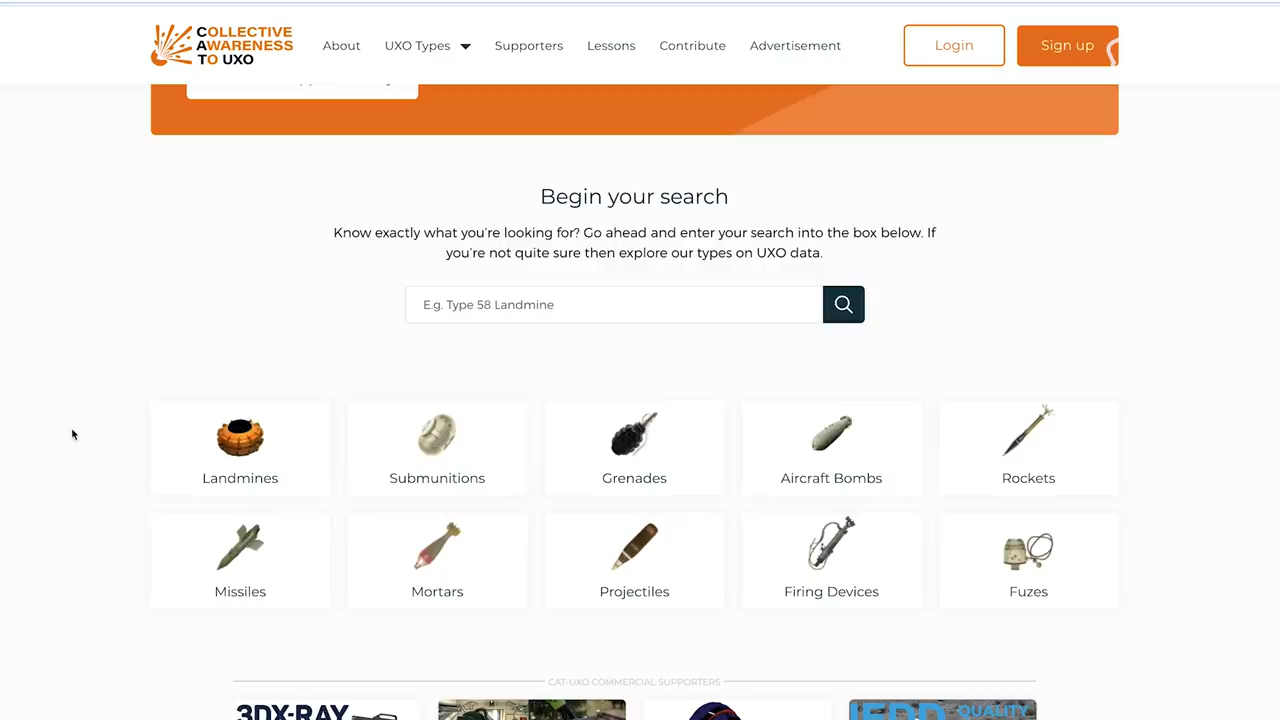 COLLECTIVE
AWARENESS
TO UXO
About
UXO Types
Supporters
Lessons
Contribute
Advertisement
Login
Sign up
Begin your search
Know exactly what you're looking for? Go ahead and enter your search into the box below. If
you're not quite sure then explore our types on UXO data.
E.g. Type 58 Landmine
Landmines
Submunitions
Grenades
Aircraft Bombs
Rockets
Missiles
Mortars
Projectiles
Firing Devices
Fuzes
CAT-UXO COMMERCIAL SUPPORTERS
3DX-RAY
IEDD
QUALITY